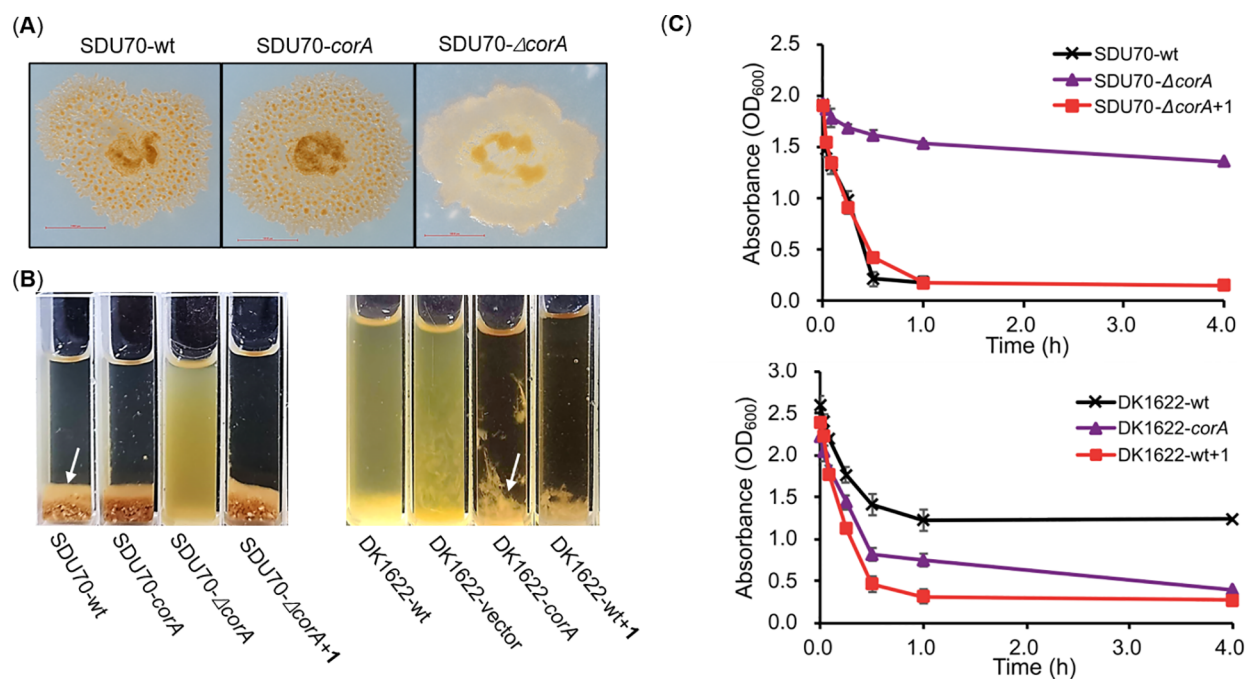 (A)
SDU70-wt SDU70-corA SDU70-ΔcorA
(B)
SDU70-wt
SDU70-corA
SDU70-ΔcorA
SDU70-ΔcorA+1
DK1622-wt
DK1622-vector
DK1622-corA
DK1622-wt+1
(C)
Absorbance (OD600)
2.5
2.0
1.5
1.0
0.5
0.0
SDU70-wt
SDU70-ΔcorA
SDU70-ΔcorA+1
0.0 1.0 2.0 3.0 4.0
Time (h)
Absorbance (OD600)
3.0
2.5
2.0
1.5
1.0
0.5
0.0
DK1622-wt
DK1622-corA
DK1622-wt+1
0.0 1.0 2.0 3.0 4.0
Time (h)